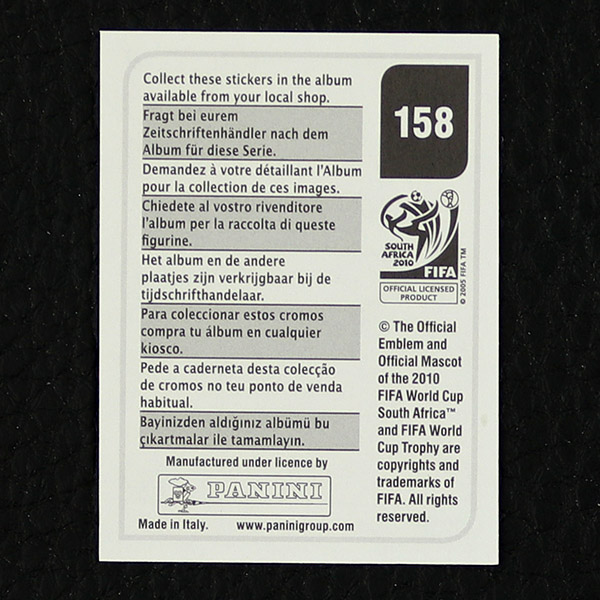 Collect these stickers in the album
available from your local shop.
Fragt bei eurem
Zeitschriftenhändler nach dem
Album für diese Serie.
Demandez à votre détaillant l'Album
pour la collection de ces images.
Chiedete al vostro rivenditore
l'album per la raccolta di queste
figurine.
Het album en de andere
plaatjes zijn verkrijgbaar bij de
tijdschrifthandelaar.
Para coleccionar estos cromos
compra tu álbum en cualquier
kiosco.
Pede a caderneta desta colecção
de cromos no teu ponto de venda
habitual.
Bayinizden aldığınız albümü bu
çıkartmalar ile tamamlayın.
Manufactured under licence by
PANINI
Made in Italy. www.paninigroup.com
158
SOUTH
AFRICA
2010
FIFA
OFFICIAL LICENSED
PRODUCT
© 2005 FIFA TM
© The Official
Emblem and
Official Mascot
of the 2010
FIFA World Cup
South Africa™
and FIFA World
Cup Trophy are
copyrights and
trademarks of
FIFA. All rights
reserved.